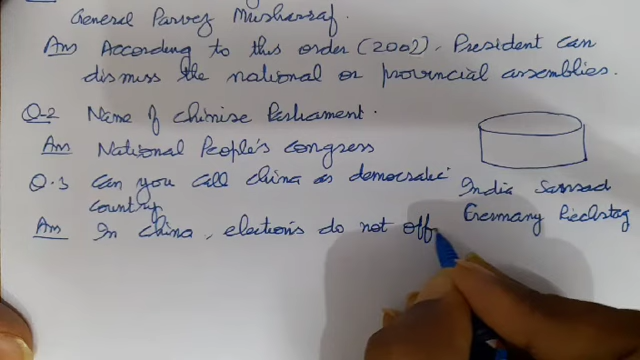 General Parvez Musharraf.
Ans According to this order (2002). President can
dismiss the national or provincial assemblies.
Q-2 Name of chinise Parliament.
Ans National People's congress
Q.3 Can you call china as democratic
country
Ans In china, elections do not off
India Sansad
Germany Riechstag